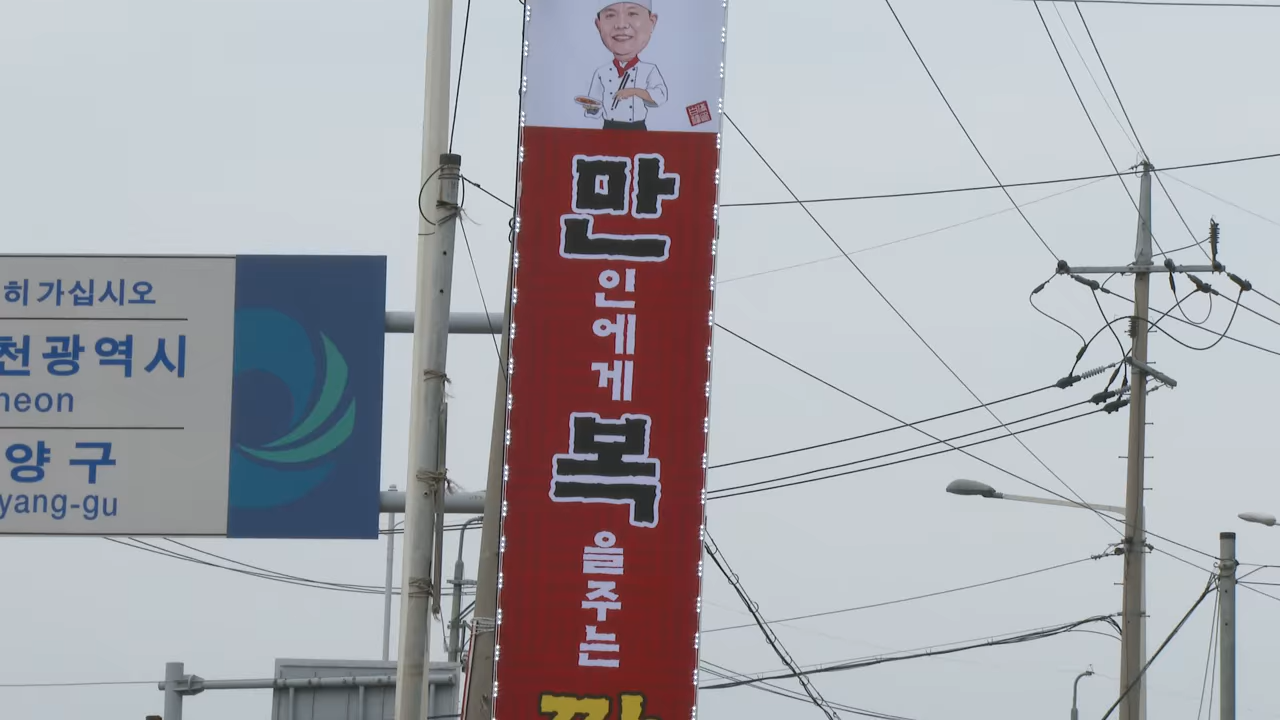 히 가십시오
천광역시
neon
양구
yang-gu
만
인
에
게
복
을
주
는